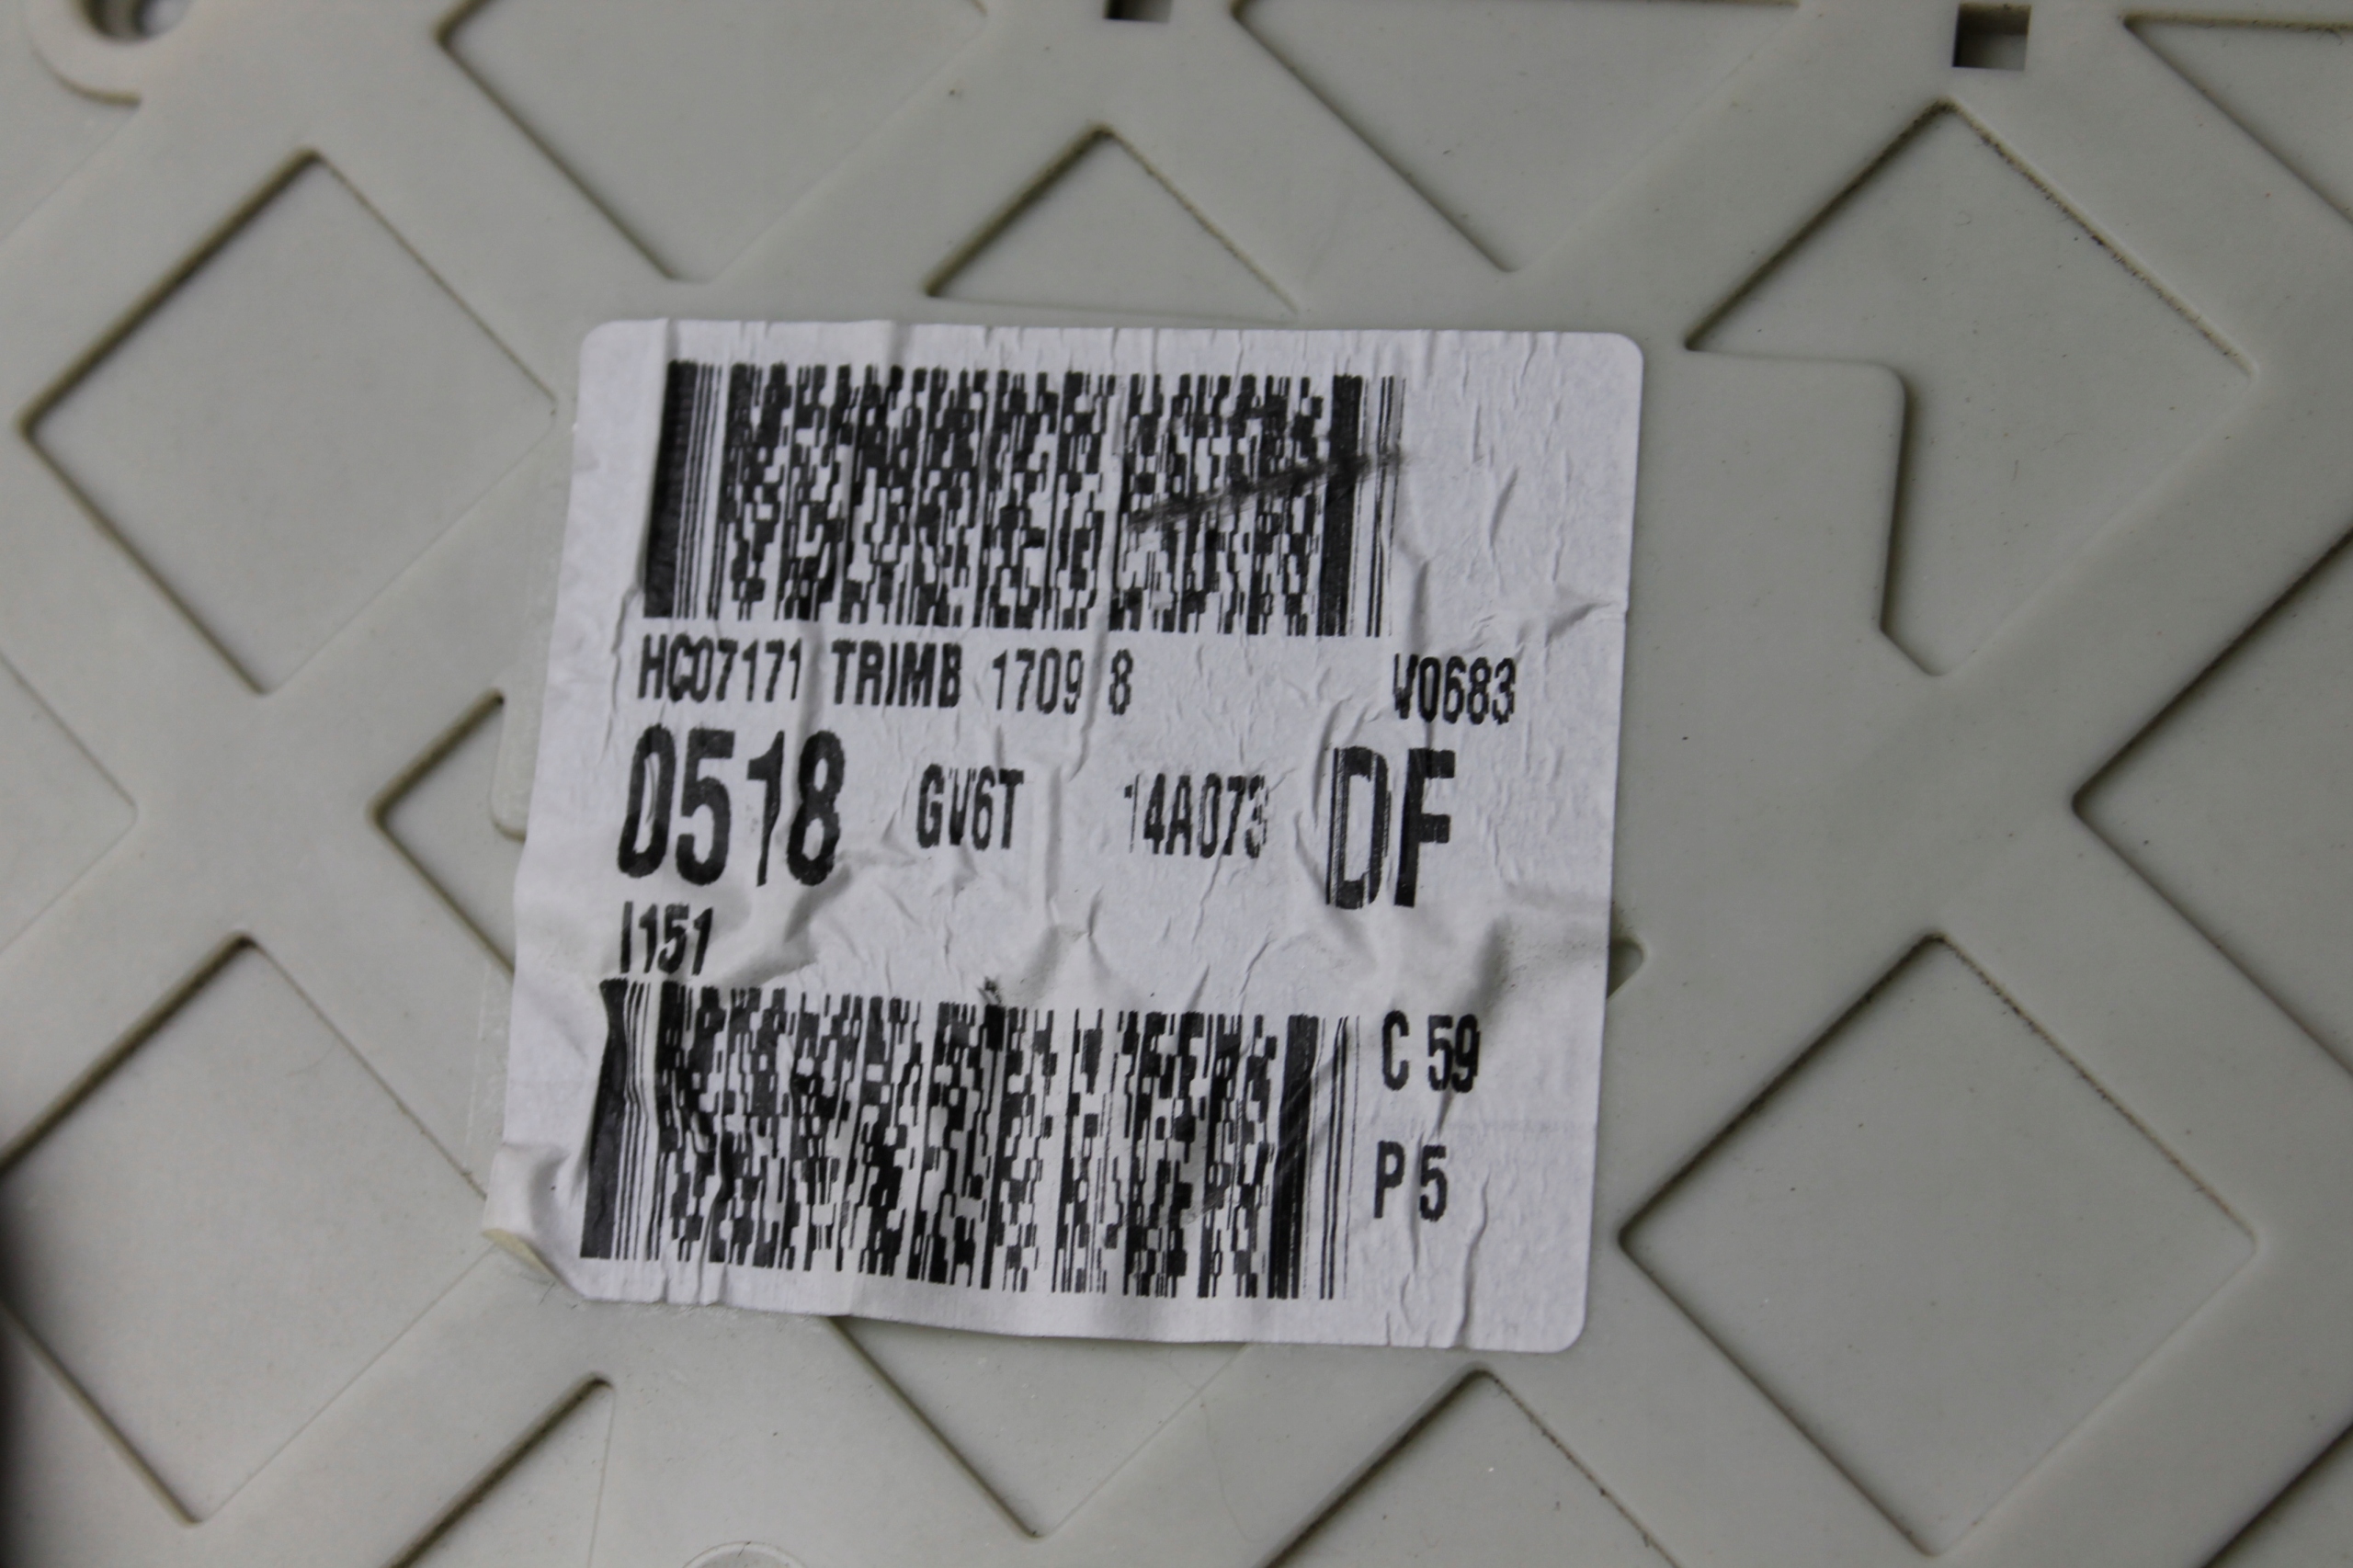 HC07171 TRIMB 1709 8 V0683
0518 GV6T 14A073 DF
I151
C 59
P 5